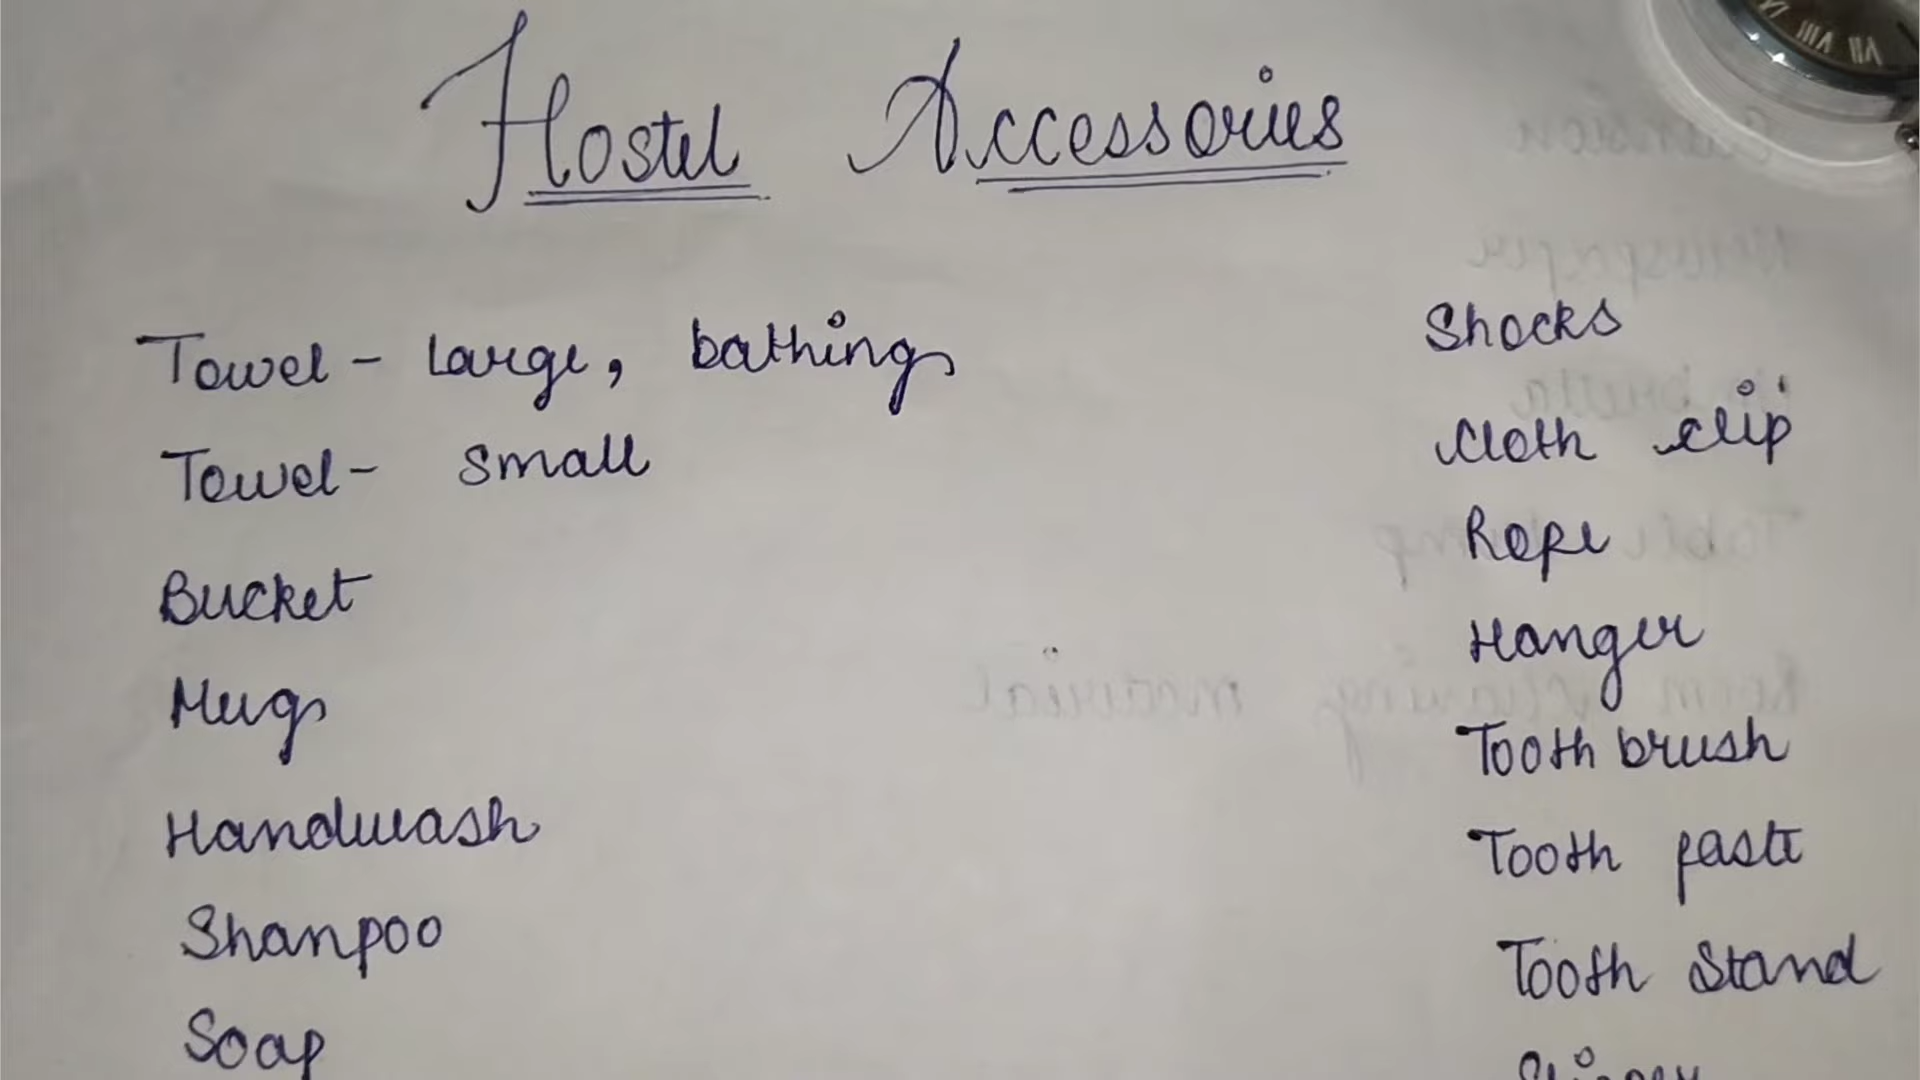 Hostel Accessories
Towel - Large, bathing
Towel - small
Bucket
Mug
Handwash
Shanpoo
Soap
Shocks
Cloth clip
Rope
Hanger
Tooth brush
Tooth paste
Tooth Stand